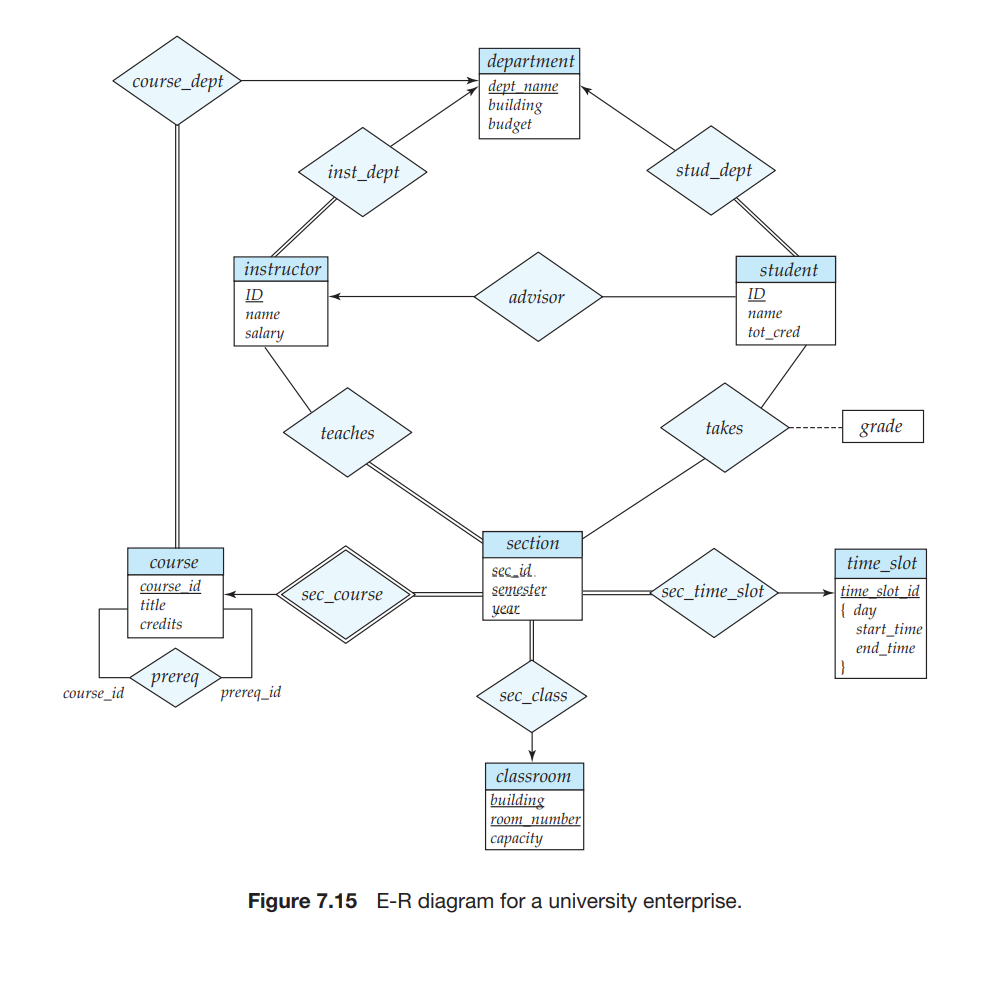 department
course_dept
dept_name
building
budget
inst_dept
stud_dept
instructor
ID
name
salary
advisor
student
ID
name
tot_cred
teaches
takes
grade
section
sec_id
semester
year
course
course_id
title
credits
sec_course
sec_time_slot
time_slot
time_slot_id
{ day
start_time
end_time
}
prereq
course_id
prereq_id
sec_class
classroom
building
room_number
capacity
Figure 7.15 E-R diagram for a university enterprise.